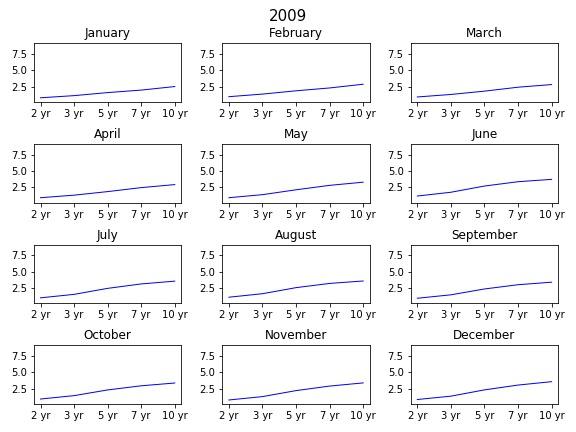 2009
January February March
7.5 7.5 7.5
5.0 5.0 5.0
2.5 2.5 2.5
2 yr 3 yr 5 yr 7 yr 10 yr 2 yr 3 yr 5 yr 7 yr 10 yr 2 yr 3 yr 5 yr 7 yr 10 yr
April May June
7.5 7.5 7.5
5.0 5.0 5.0
2.5 2.5 2.5
2 yr 3 yr 5 yr 7 yr 10 yr 2 yr 3 yr 5 yr 7 yr 10 yr 2 yr 3 yr 5 yr 7 yr 10 yr
July August September
7.5 7.5 7.5
5.0 5.0 5.0
2.5 2.5 2.5
2 yr 3 yr 5 yr 7 yr 10 yr 2 yr 3 yr 5 yr 7 yr 10 yr 2 yr 3 yr 5 yr 7 yr 10 yr
October November December
7.5 7.5 7.5
5.0 5.0 5.0
2.5 2.5 2.5
2 yr 3 yr 5 yr 7 yr 10 yr 2 yr 3 yr 5 yr 7 yr 10 yr 2 yr 3 yr 5 yr 7 yr 10 yr